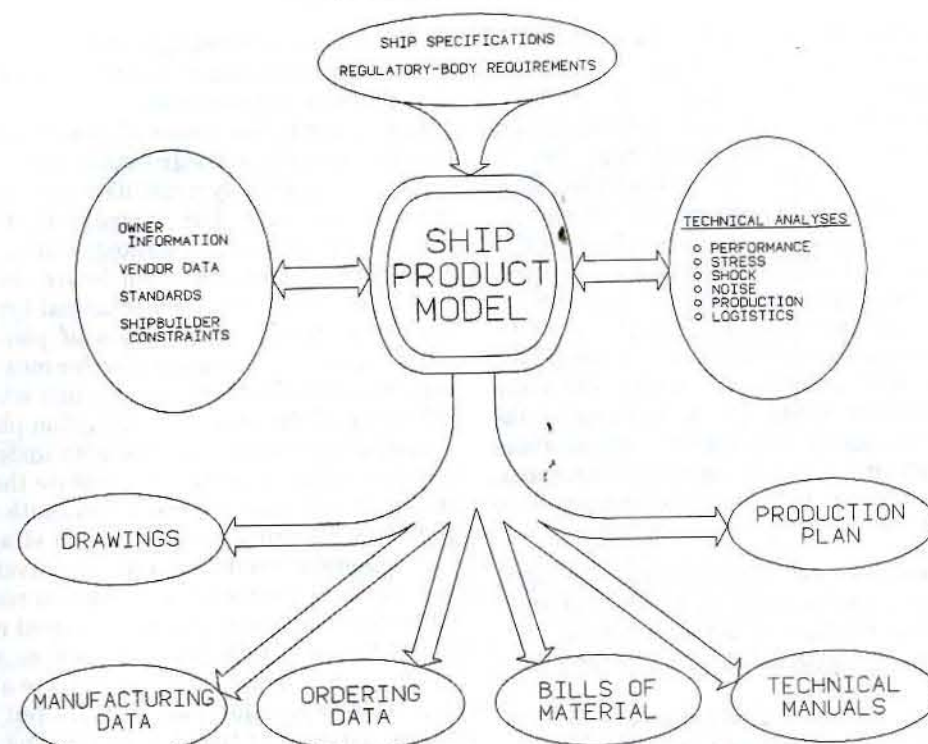 SHIP SPECIFICATIONS
REGULATORY-BODY REQUIREMENTS
OWNER
INFORMATION
VENDOR DATA
STANDARDS
SHIPBUILDER
CONSTRAINTS
SHIP
PRODUCT
MODEL
TECHNICAL ANALYSES
o PERFORMANCE
o STRESS
o SHOCK
o NOISE
o PRODUCTION
o LOGISTICS
DRAWINGS
PRODUCTION
PLAN
MANUFACTURING
DATA
ORDERING
DATA
BILLS OF
MATERIAL
TECHNICAL
MANUALS